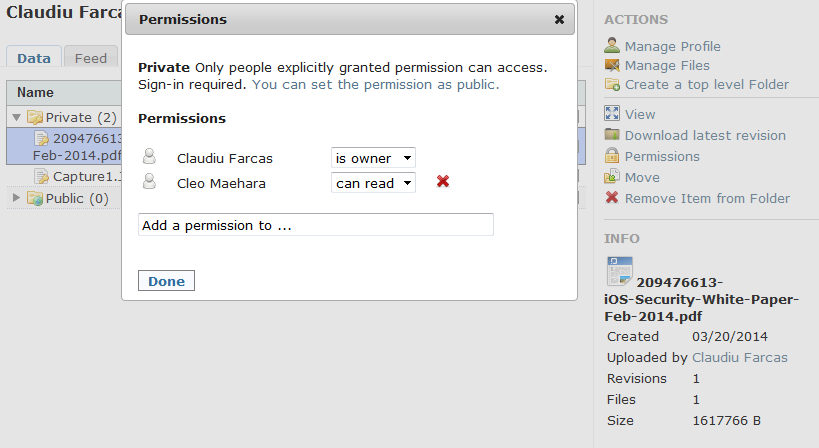 Claudiu Farca
Data
Feed
Name
Private (2)
209476613
Feb-2014.pdf
Capture1.
Public (0)
Permissions
Private Only people explicitly granted permission can access.
Sign-in required. You can set the permission as public.
Permissions
Claudiu Farcas is owner
Cleo Maehara can read
Add a permission to ...
Done
ACTIONS
Manage Profile
Manage Files
Create a top level Folder
View
Download latest revision
Permissions
Move
Remove Item from Folder
INFO
209476613-
iOS-Security-White-Paper-
Feb-2014.pdf
Created 03/20/2014
Uploaded by Claudiu Farcas
Revisions 1
Files 1
Size 1617766 B